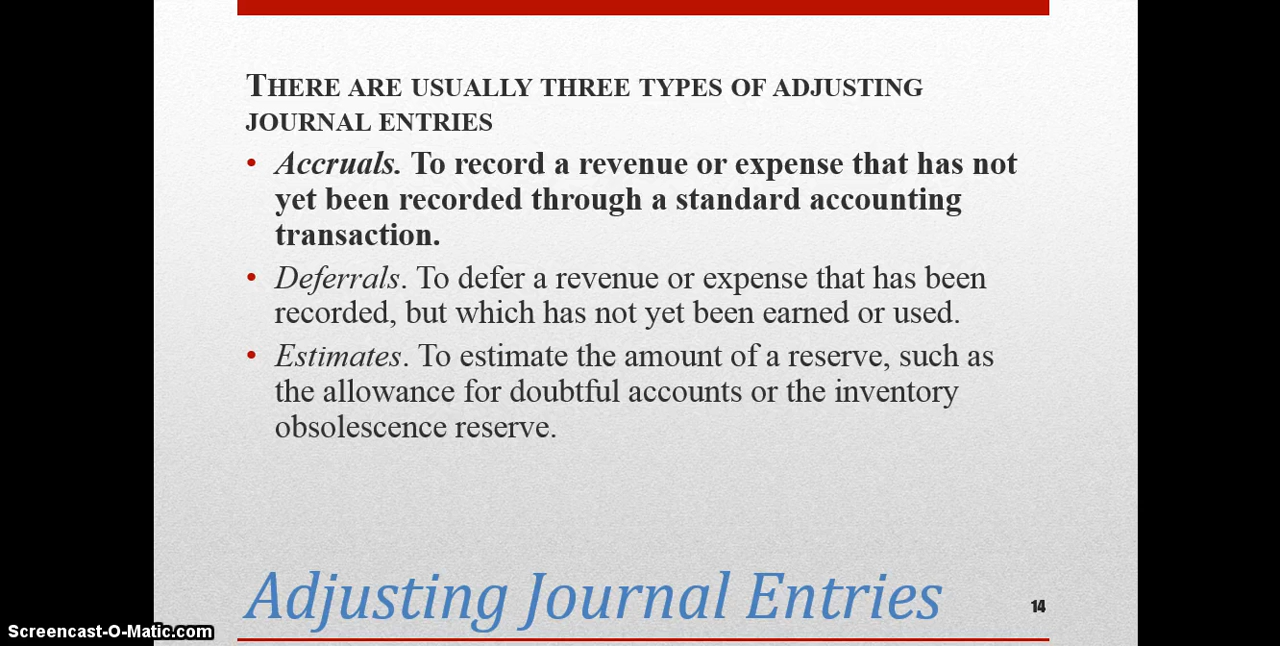 THERE ARE USUALLY THREE TYPES OF ADJUSTING
JOURNAL ENTRIES
• Accruals. To record a revenue or expense that has not
yet been recorded through a standard accounting
transaction.
• Deferrals. To defer a revenue or expense that has been
recorded, but which has not yet been earned or used.
• Estimates. To estimate the amount of a reserve, such as
the allowance for doubtful accounts or the inventory
obsolescence reserve.
Adjusting Journal Entries
14
Screencast-O-Matic.com